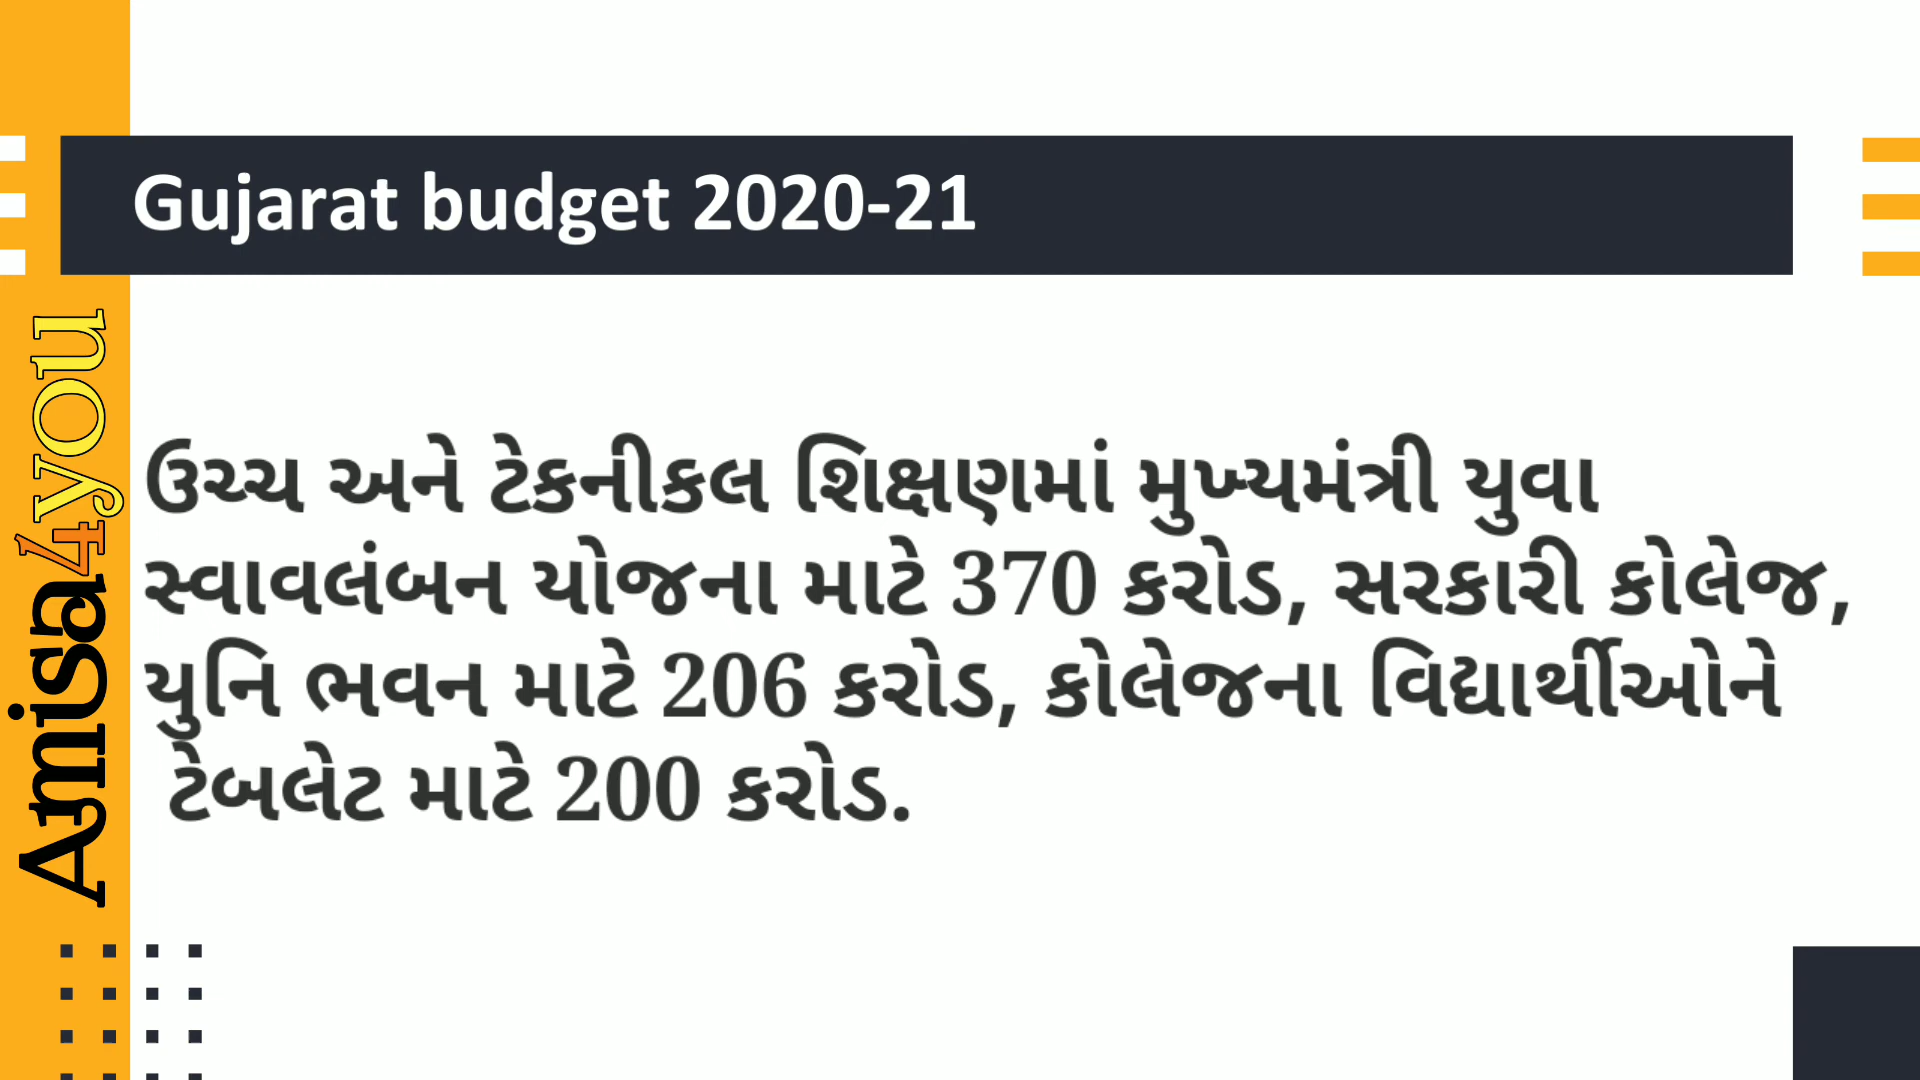 Gujarat budget 2020-21
Amisa4you
ઉચ્ચ અને ટેકનીકલ શિક્ષણમાં મુખ્યમંત્રી યુવા
સ્વાવલંબન યોજના માટે 370 કરોડ, સરકારી કોલેજ,
યુનિ ભવન માટે 206 કરોડ, કોલેજના વિદ્યાર્થીઓને
ટેબલેટ માટે 200 કરોડ.